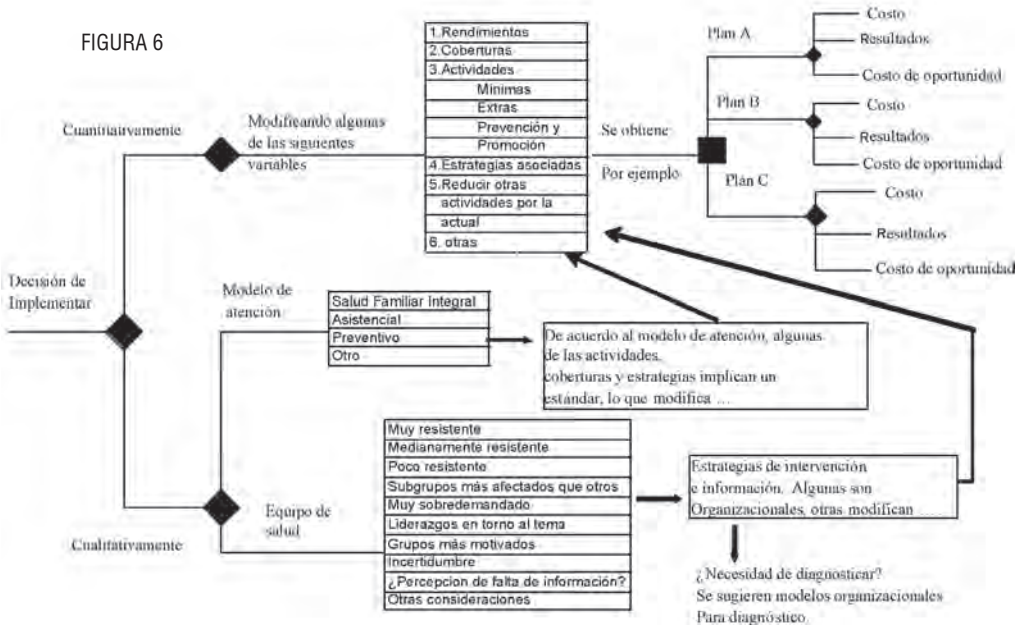 FIGURA 6
Cuantitativamente
Modificando algunas
de las siguientes
variables
1.Rendimientos
2.Coberturas
3.Actividades
Mínimas
Extras
Prevención y
Promoción
4.Estrategias asociadas
5.Reducir otras
actividades por la
actual
6. otras
Se obtiene
Por ejemplo
Plan A
Costo
Resultados
Costo de oportunidad
Plan B
Costo
Resultados
Costo de oportunidad
Plan C
Costo
Resultados
Costo de oportunidad
Decisión de
Implementar
Modelo de
atención
Salud Familiar Integral
Asistencial
Preventivo
Otro
De acuerdo al modelo de atención, algunas
de las actividades,
coberturas y estrategias implican un
estándar, lo que modifica ...
Cualitativamente
Equipo de
salud
Muy resistente
Medianamente resistente
Poco resistente
Subgrupos más afectados que otros
Muy sobredemandado
Liderazgos en torno al tema
Grupos más motivados
Incertidumbre
¿Percepcion de falta de información?
Otras consideraciones
Estrategias de intervención
e información. Algunas son
Organizacionales, otras modifican
¿Necesidad de diagnosticar?
Se sugieren modelos organizacionales
Para diagnóstico